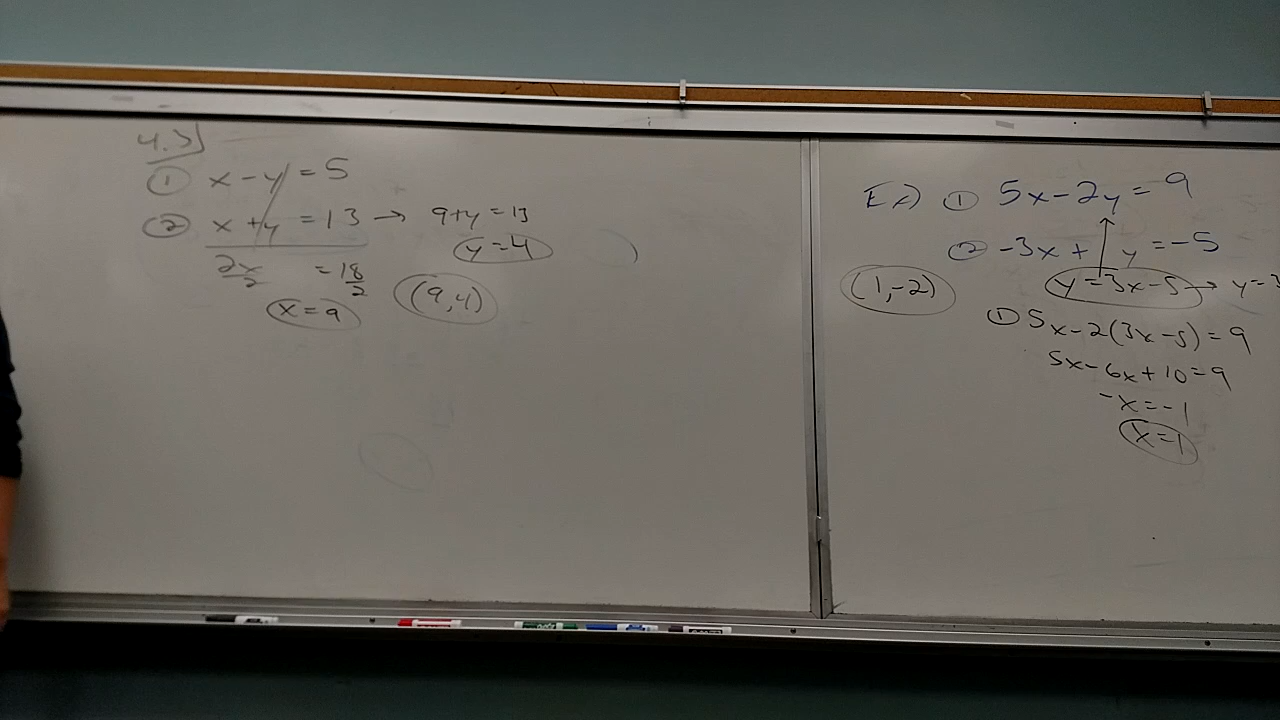 4.3)
① x - y = 5
② x + y = 13 → 9+y = 13
y = 4
2x/2 = 18/2
x = 9
(9,4)
Ex) ① 5x - 2y = 9
② -3x + y = -5
(1,-2)
y = 3x - 5 → y = 3
① 5x - 2(3x - 5) = 9
5x - 6x + 10 = 9
-x = -1
x = 1